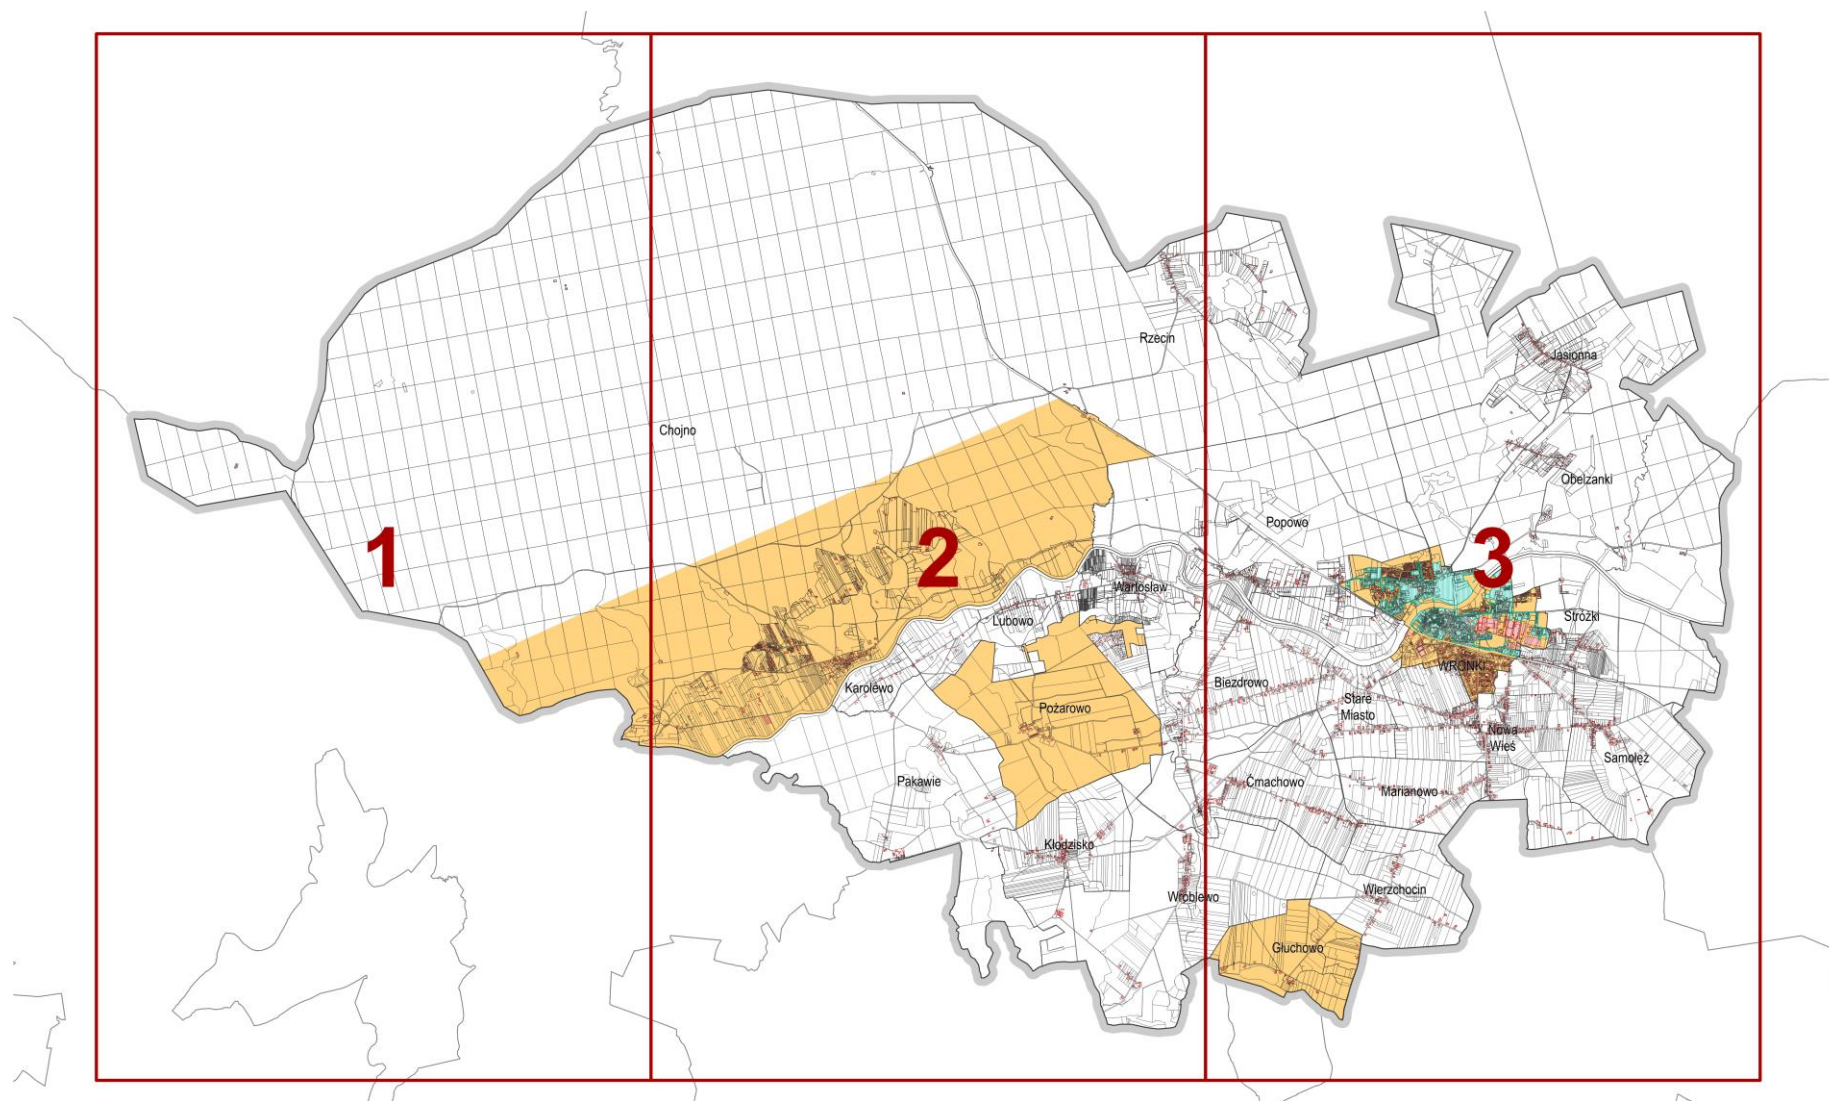 Rzecin
Jasionna
Chojno
Obelzanki
Popowo
1
2
3
Wartosław
Lubowo
Stróżki
WRONKI
Karolewo
Biezdrowo
Stare
Miasto
Pożarowo
Nowa
Wieś
Samołęż
Pakawie
Ćmachowo
Marianowo
Kłodzisko
Wróblewo
Wierzchocin
Głuchowo